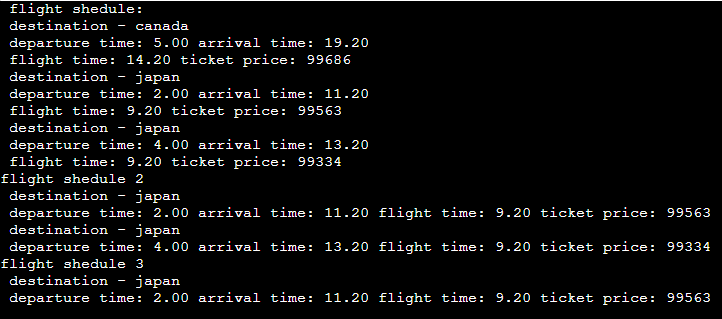 flight shedule:
destination - canada
departure time: 5.00 arrival time: 19.20
flight time: 14.20 ticket price: 99686
destination - japan
departure time: 2.00 arrival time: 11.20
flight time: 9.20 ticket price: 99563
destination - japan
departure time: 4.00 arrival time: 13.20
flight time: 9.20 ticket price: 99334
flight shedule 2
destination - japan
departure time: 2.00 arrival time: 11.20 flight time: 9.20 ticket price: 99563
destination - japan
departure time: 4.00 arrival time: 13.20 flight time: 9.20 ticket price: 99334
flight shedule 3
destination - japan
departure time: 2.00 arrival time: 11.20 flight time: 9.20 ticket price: 99563